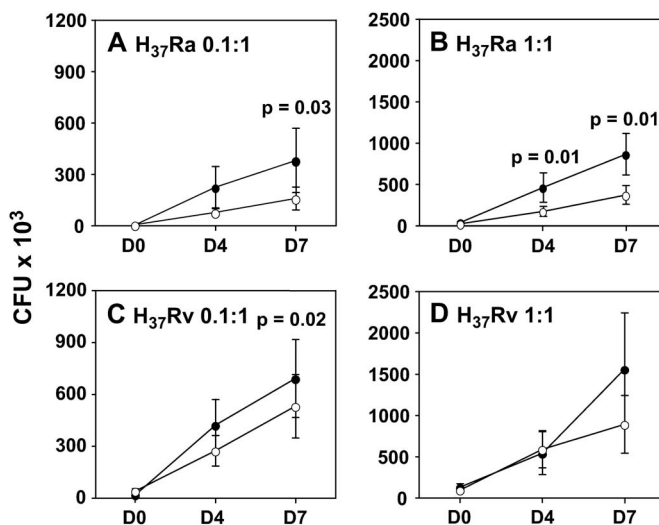 A H37Ra 0.1:1
1200
900
600
300
0
p = 0.03
D0 D4 D7
B H37Ra 1:1
2500
2000
1500
1000
500
0
p = 0.01
p = 0.01
D0 D4 D7
CFU x 10³
C H37Rv 0.1:1
1200
900
600
300
0
p = 0.02
D0 D4 D7
D H37Rv 1:1
2500
2000
1500
1000
500
0
D0 D4 D7